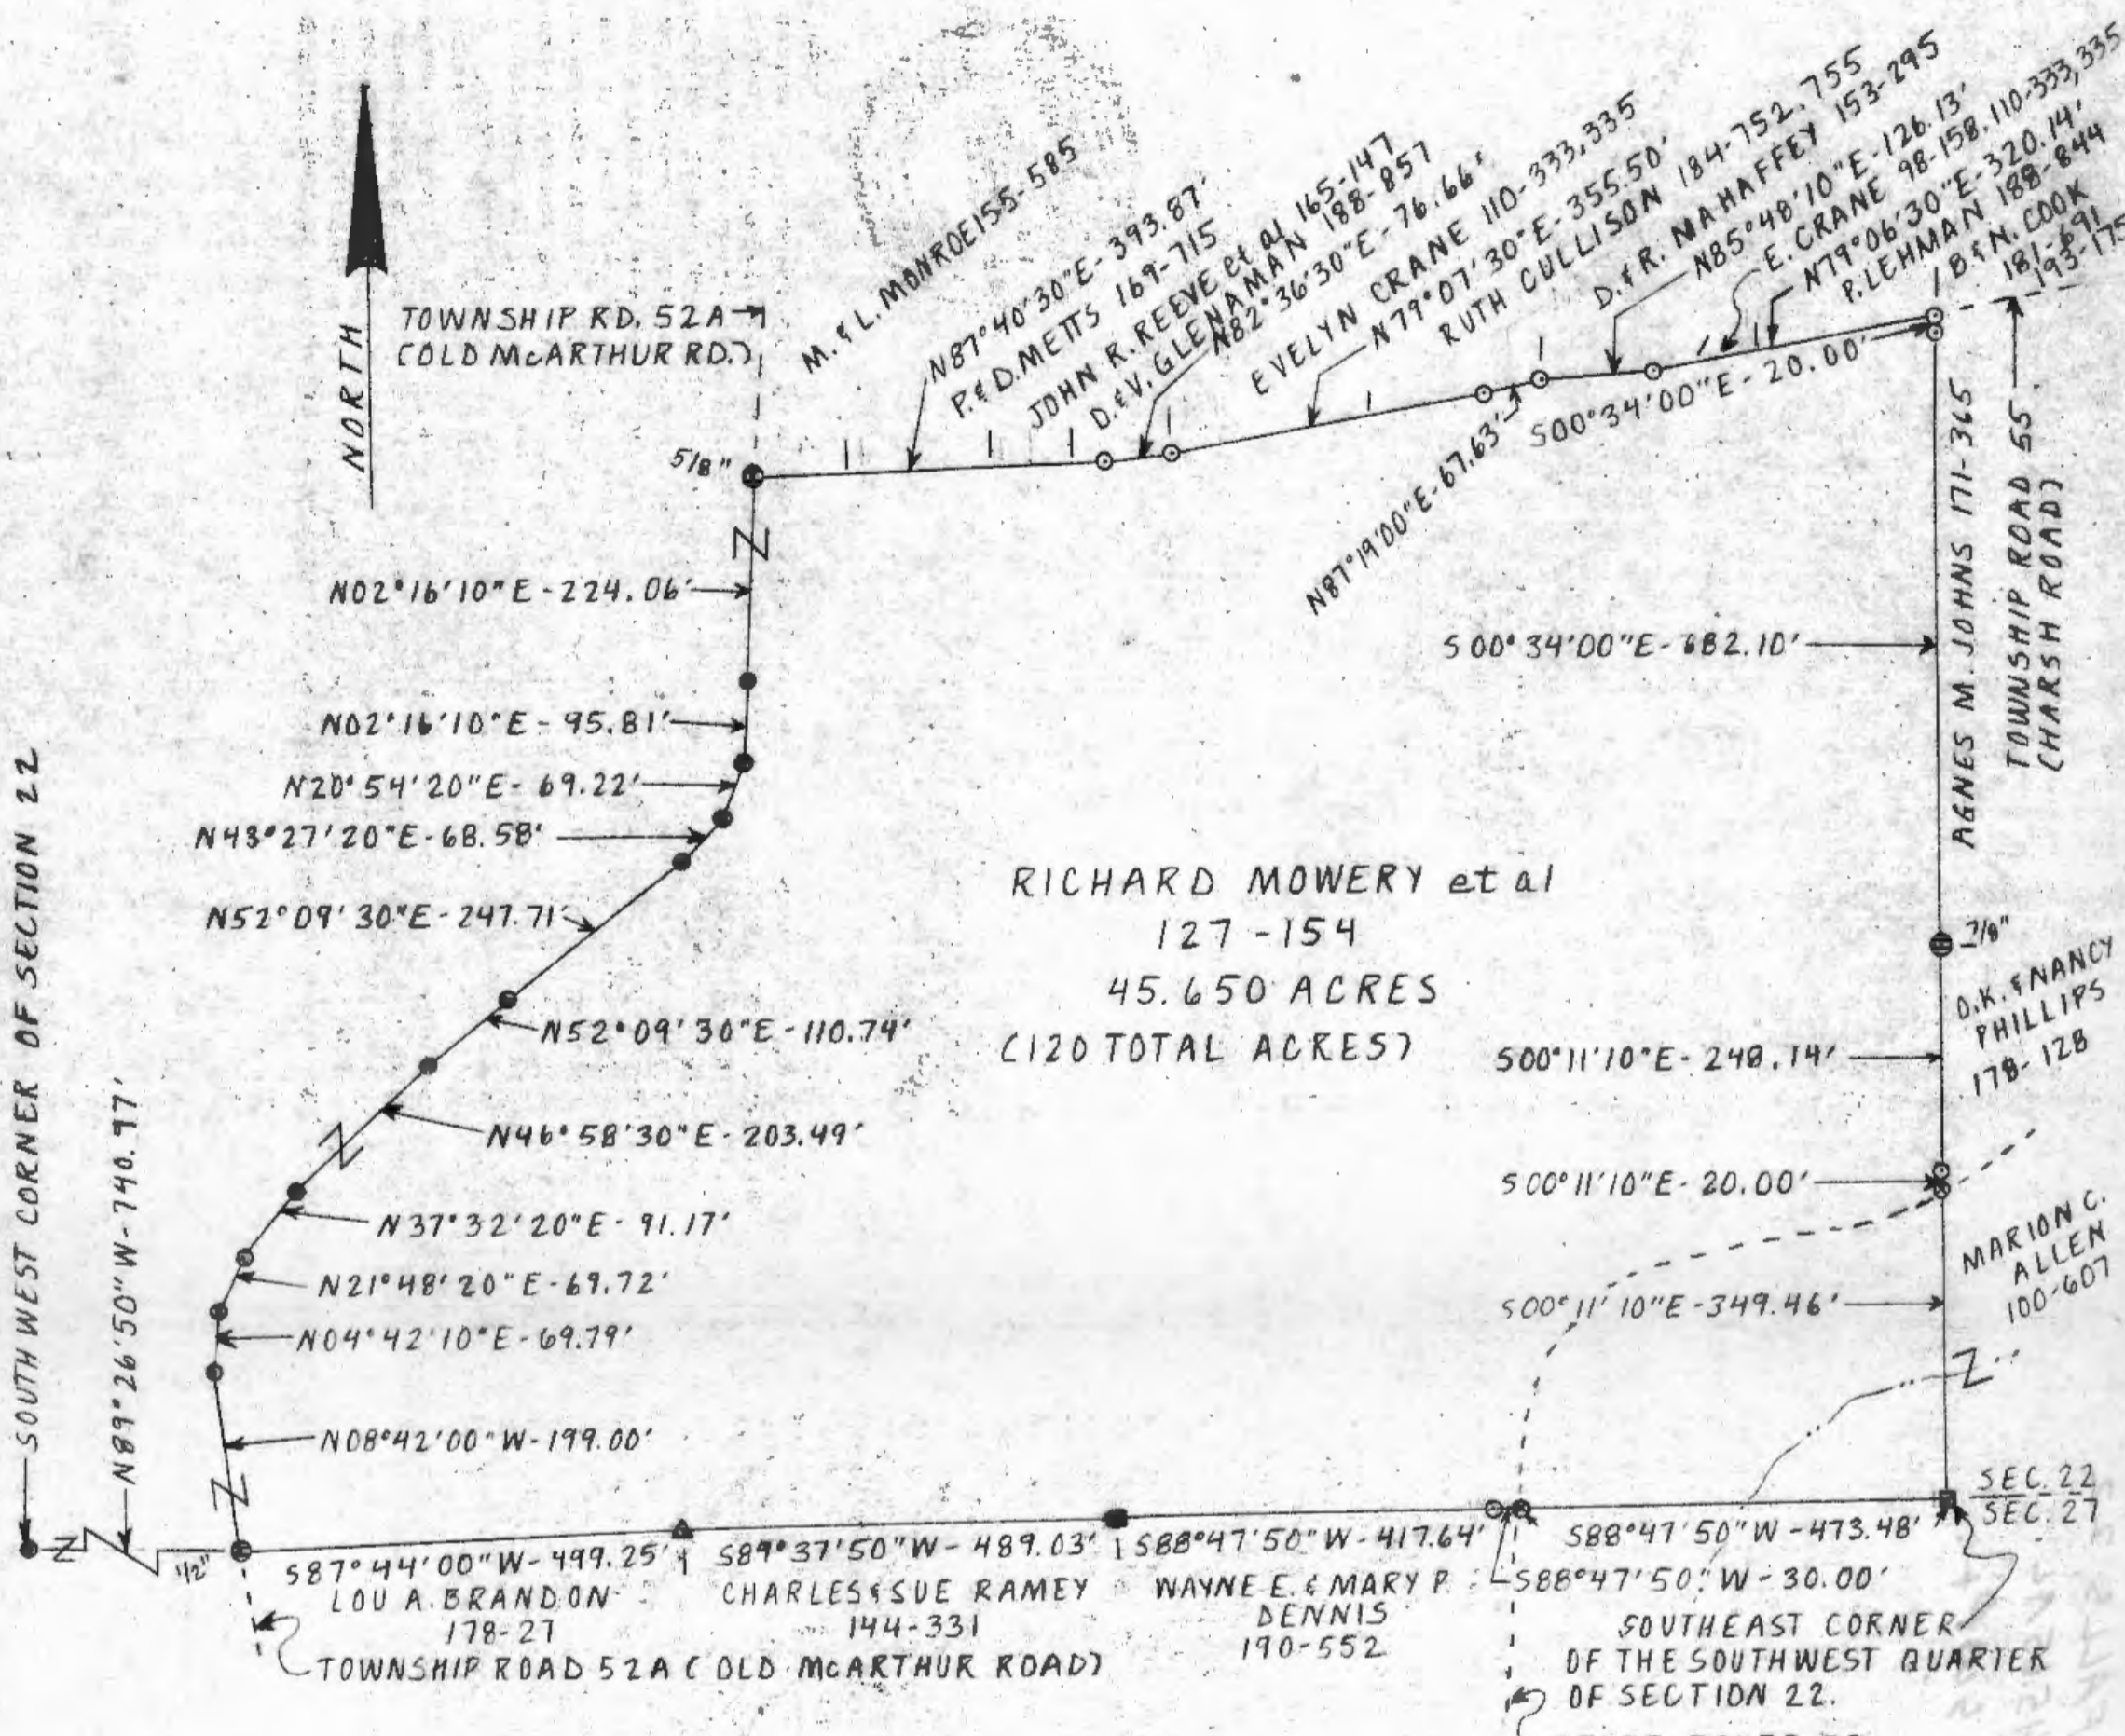 NORTH
TOWNSHIP RD. 52A
(OLD McARTHUR RD.)
M. & L. MONROE 155-585
N87°40'30"E-393.87'
P. & D. METTS 169-715
JOHN R. REEVE et al 165-147
D. & V. GLENAMAN 188-857
N82°36'30"E-76.66'
EVELYN CRANE 110-333,335
N79°07'30"E-355.50'
RUTH CULLISON 184-752,755
D. & R. MAHAFFEY 153-295
N85°48'10"E-126.13'
E. CRANE 98-158, 110-333,335
N79°06'30"E-320.14'
P. LEHMAN 188-844
B & N. COOK
181-691
193-175
5/8"
N87°19'00"E-67.63'
S00°34'00"E-20.00'
N02°16'10"E-224.06'
N02°16'10"E-95.81'
N20°54'20"E-69.22'
N43°27'20"E-68.58'
N52°09'30"E-247.71'
N52°09'30"E-110.74'
N46°58'30"E-203.49'
N37°32'20"E-91.17'
N21°48'20"E-69.72'
N04°42'10"E-69.79'
N08°42'00"W-199.00'
SOUTH WEST CORNER OF SECTION 22
N89°26'50"W-740.97'
RICHARD MOWERY et al
127-154
45.650 ACRES
(120 TOTAL ACRES)
S00°34'00"E-682.10'
AGNES M. JOHNS 171-365
TOWNSHIP ROAD 55
(HARSH ROAD)
7/8"
O.K. & NANCY
PHILLIPS
178-128
S00°11'10"E-248.14'
S00°11'10"E-20.00'
S00°11'10"E-349.46'
MARION C.
ALLEN
100-607
SEC. 22
SEC. 27
1/2"
S87°44'00"W-499.25'
LOU A. BRANDON
178-27
S89°37'50"W-489.03'
CHARLES & SUE RAMEY
144-331
S88°47'50"W-417.64'
WAYNE E. & MARY P.
DENNIS
190-552
S88°47'50"W-473.48'
S88°47'50"W-30.00'
SOUTHEAST CORNER
OF THE SOUTHWEST QUARTER
OF SECTION 22.
TOWNSHIP ROAD 52A (OLD McARTHUR ROAD)